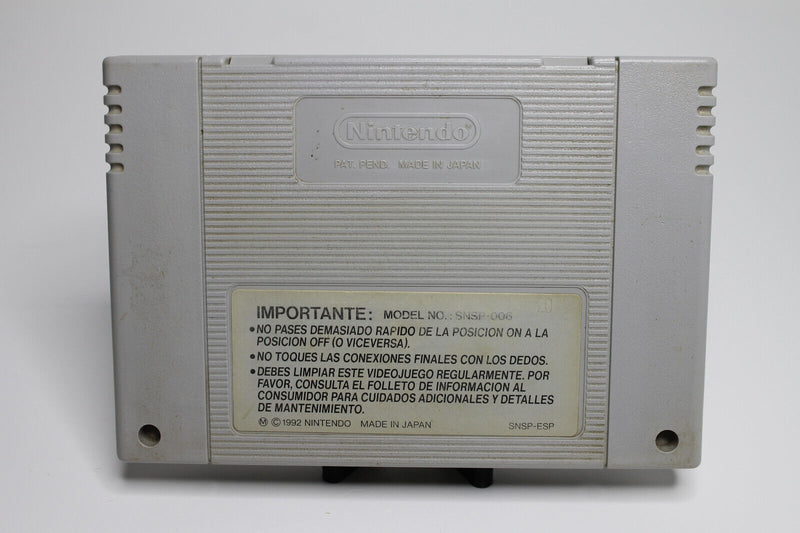 Nintendo
PAT. PEND. MADE IN JAPAN
IMPORTANTE: MODEL NO.: SNSP-006
•NO PASES DEMASIADO RAPIDO DE LA POSICION ON A LA
POSICION OFF (O VICEVERSA).
•NO TOQUES LAS CONEXIONES FINALES CON LOS DEDOS.
•DEBES LIMPIAR ESTE VIDEOJUEGO REGULARMENTE. POR
FAVOR, CONSULTA EL FOLLETO DE INFORMACION AL
CONSUMIDOR PARA CUIDADOS ADICIONALES Y DETALLES
DE MANTENIMIENTO.
Ⓜ ©1992 NINTENDO MADE IN JAPAN SNSP-ESP